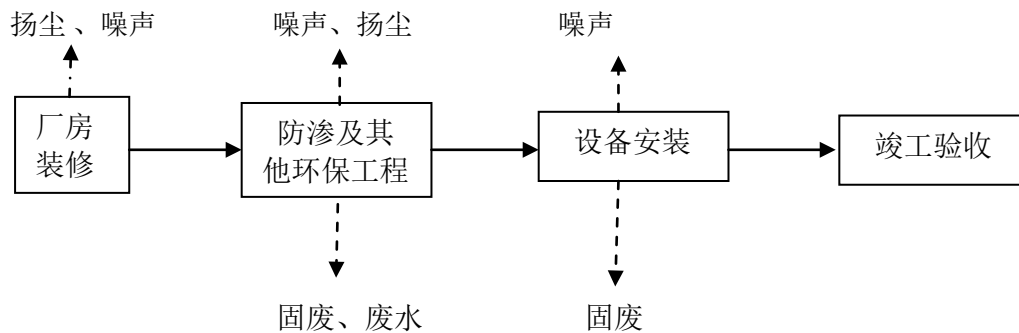 扬尘、噪声
噪声、扬尘
噪声
厂房
装修
防渗及其
他环保工程
设备安装
竣工验收
固废、废水
固废